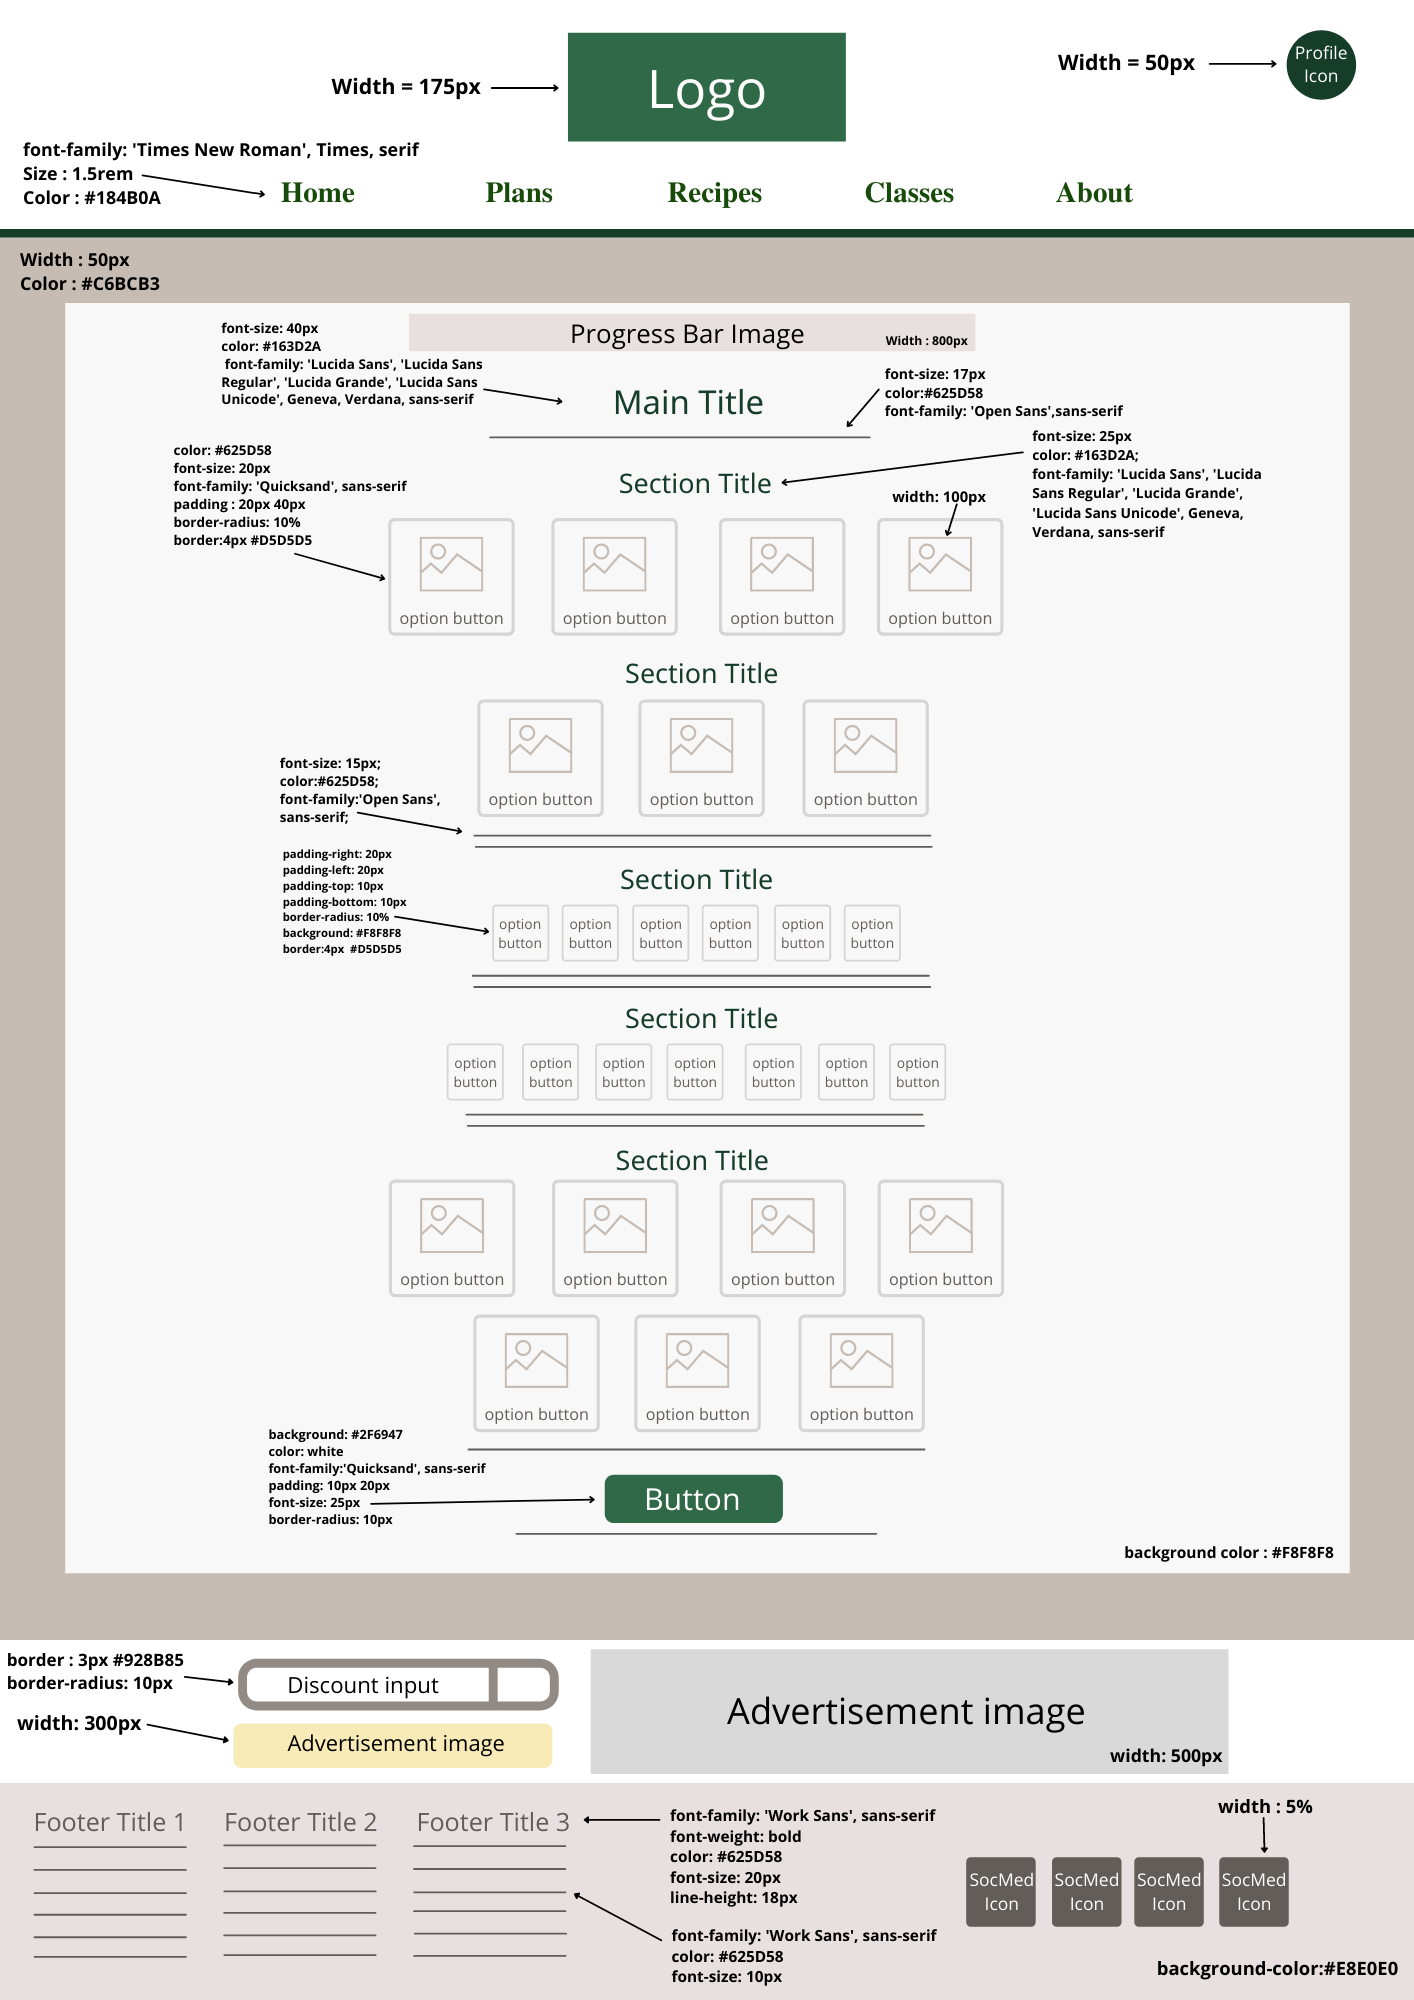 Width = 175px
Logo
Width = 50px
Profile
Icon
font-family: 'Times New Roman', Times, serif
Size : 1.5rem
Color : #184B0A
Home
Plans
Recipes
Classes
About
Width : 50px
Color : #C6BCB3
Progress Bar Image
Width : 800px
font-size: 40px
color: #163D2A
font-family: 'Lucida Sans', 'Lucida Sans
Regular', 'Lucida Grande', 'Lucida Sans
Unicode', Geneva, Verdana, sans-serif
Main Title
font-size: 17px
color:#625D58
font-family: 'Open Sans',sans-serif
font-size: 25px
color: #163D2A;
font-family: 'Lucida Sans', 'Lucida
Sans Regular', 'Lucida Grande',
'Lucida Sans Unicode', Geneva,
Verdana, sans-serif
color: #625D58
font-size: 20px
font-family: 'Quicksand', sans-serif
padding : 20px 40px
border-radius: 10%
border:4px #D5D5D5
Section Title
width: 100px
option button
option button
option button
option button
Section Title
option button
option button
option button
font-size: 15px;
color:#625D58;
font-family:'Open Sans',
sans-serif;
padding-right: 20px
padding-left: 20px
padding-top: 10px
padding-bottom: 10px
border-radius: 10%
background: #F8F8F8
border:4px #D5D5D5
Section Title
option
button
option
button
option
button
option
button
option
button
option
button
Section Title
option
button
option
button
option
button
option
button
option
button
option
button
option
button
Section Title
option button
option button
option button
option button
option button
option button
option button
background: #2F6947
color: white
font-family:'Quicksand', sans-serif
padding: 10px 20px
font-size: 25px
border-radius: 10px
Button
background color : #F8F8F8
border : 3px #928B85
border-radius: 10px
Discount input
width: 300px
Advertisement image
Advertisement image
width: 500px
Footer Title 1
Footer Title 2
Footer Title 3
font-family: 'Work Sans', sans-serif
font-weight: bold
color: #625D58
font-size: 20px
line-height: 18px
font-family: 'Work Sans', sans-serif
color: #625D58
font-size: 10px
width : 5%
SocMed
Icon
SocMed
Icon
SocMed
Icon
SocMed
Icon
background-color:#E8E0E0